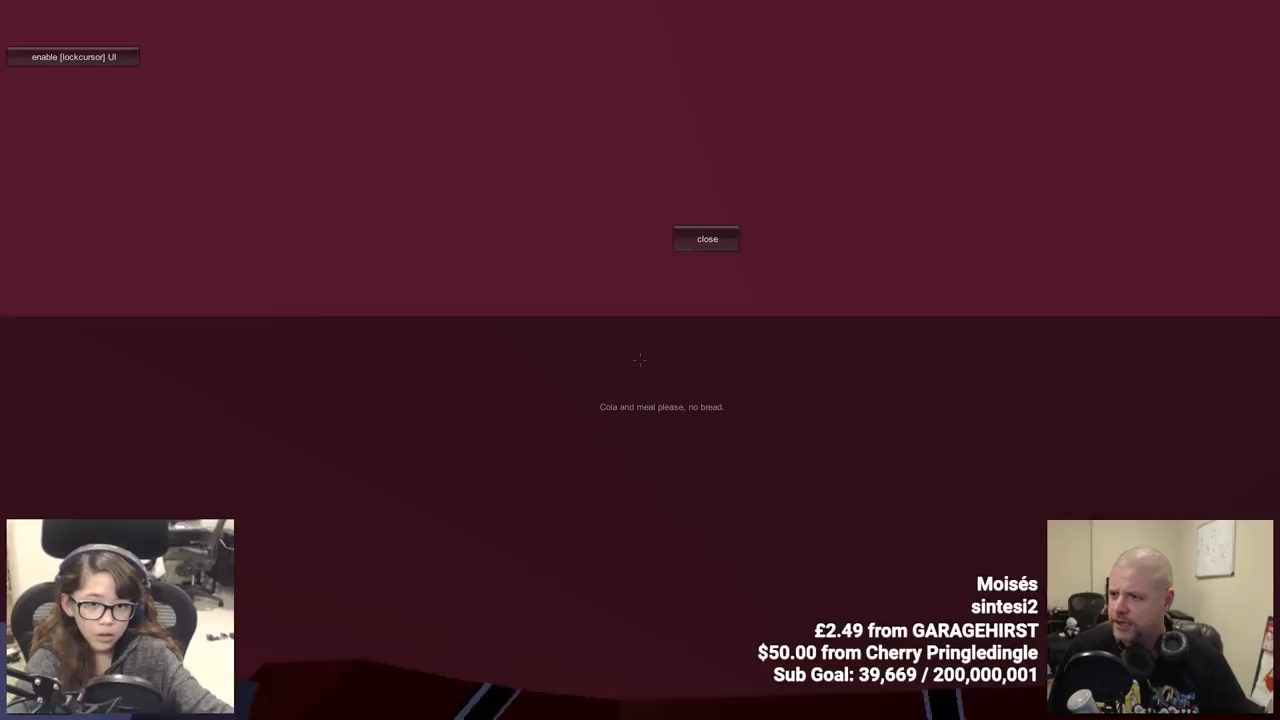 enable [lockcursor] UI
close
Cola and meal please, no bread.
Moisés
sintesi2
£2.49 from GARAGEHIRST
$50.00 from Cherry Pringledingle
Sub Goal: 39,669 / 200,000,001